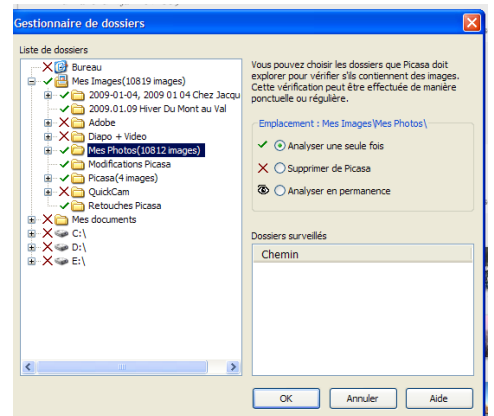 Gestionnaire de dossiers
Liste de dossiers
Bureau
Mes Images(10819 images)
2009-01-04, 2009 01 04 Chez Jacqu
2009.01.09 Hiver Du Mont au Val
Adobe
Diapo + Video
Mes Photos(10812 images)
Modifications Picasa
Picasa(4 images)
QuickCam
Retouches Picasa
Mes documents
C:\
D:\
E:\
Vous pouvez choisir les dossiers que Picasa doit
explorer pour vérifier s'ils contiennent des images.
Cette vérification peut être effectuée de manière
ponctuelle ou régulière.
Emplacement : Mes Images\Mes Photos\
Analyser une seule fois
Supprimer de Picasa
Analyser en permanence
Dossiers surveillés
Chemin
OK
Annuler
Aide